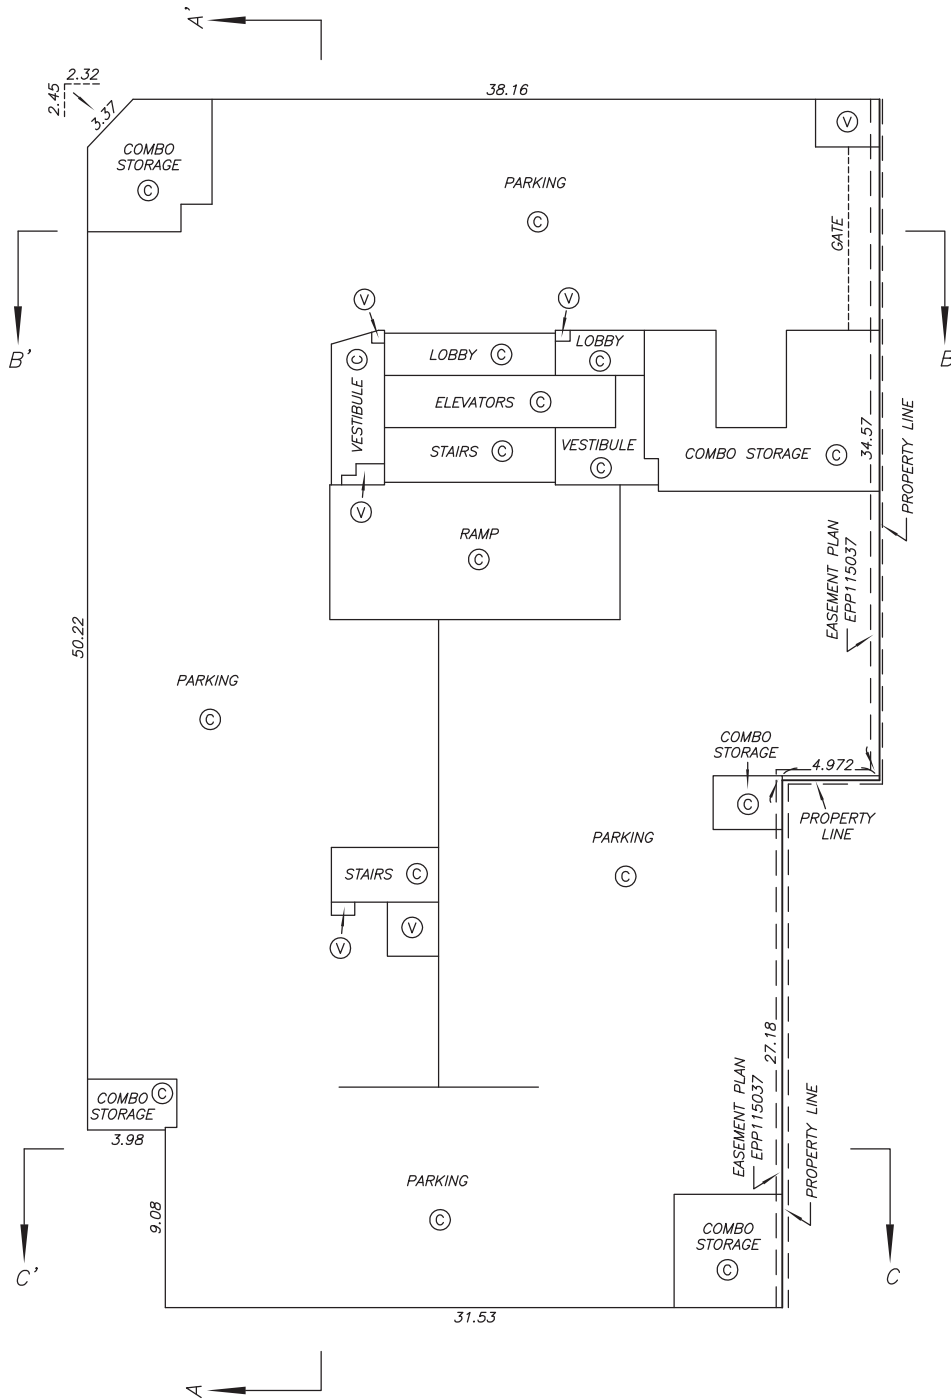 A'
2.32
2.45
3.37
38.16
COMBO
STORAGE
C
V
PARKING
C
GATE
B'
B
V
V
LOBBY C
LOBBY
C
VESTIBULE C
ELEVATORS C
STAIRS C
VESTIBULE
C
COMBO STORAGE C
34.57
PROPERTY LINE
V
RAMP
C
EASEMENT PLAN
EPP115037
50.22
PARKING
C
COMBO
STORAGE
C
4.972
PROPERTY
LINE
PARKING
C
STAIRS C
V
V
27.18
EASEMENT PLAN
EPP115037
PROPERTY LINE
COMBO C
STORAGE
3.98
9.08
PARKING
C
COMBO
STORAGE
C
C'
C
31.53
A